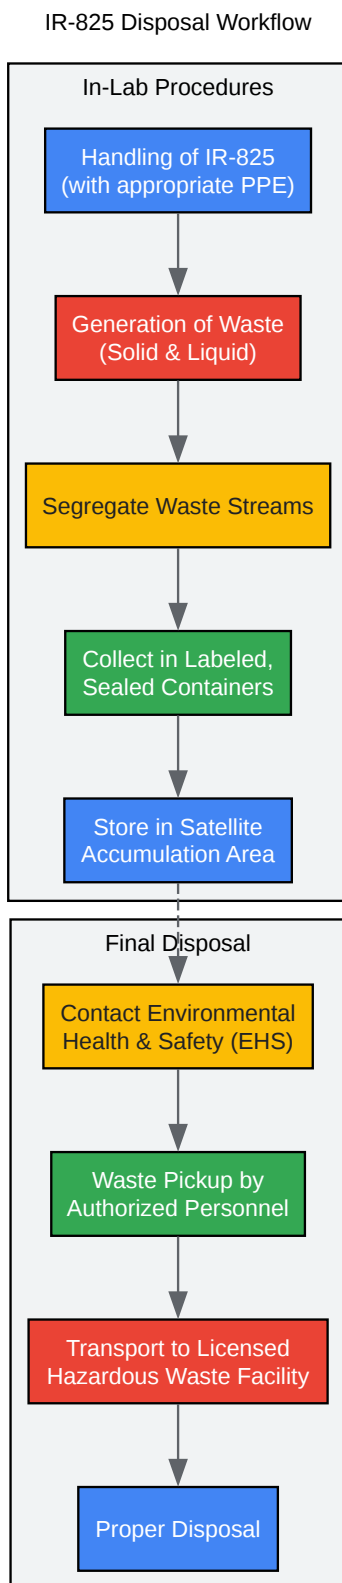 IR-825 Disposal Workflow
In-Lab Procedures
Handling of IR-825
(with appropriate PPE)
Generation of Waste
(Solid & Liquid)
Segregate Waste Streams
Collect in Labeled,
Sealed Containers
Store in Satellite
Accumulation Area
Final Disposal
Contact Environmental
Health & Safety (EHS)
Waste Pickup by
Authorized Personnel
Transport to Licensed
Hazardous Waste Facility
Proper Disposal